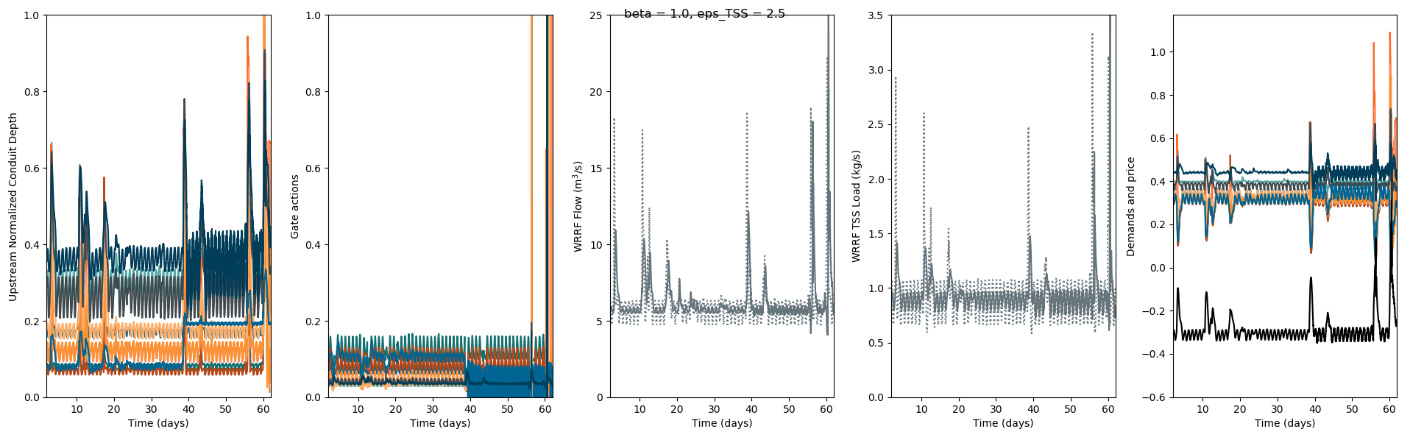 beta = 1.0, eps_TSS = 2.5
Upstream Normalized Conduit Depth
1.0
0.8
0.6
0.4
0.2
0.0
10 20 30 40 50 60
Time (days)
Gate actions
1.0
0.8
0.6
0.4
0.2
0.0
10 20 30 40 50 60
Time (days)
WRRF Flow (m³/s)
25
20
15
10
5
0
10 20 30 40 50 60
Time (days)
WRRF TSS Load (kg/s)
3.5
3.0
2.5
2.0
1.5
1.0
0.5
0.0
10 20 30 40 50 60
Time (days)
Demands and price
1.0
0.8
0.6
0.4
0.2
0.0
−0.2
−0.4
−0.6
10 20 30 40 50 60
Time (days)